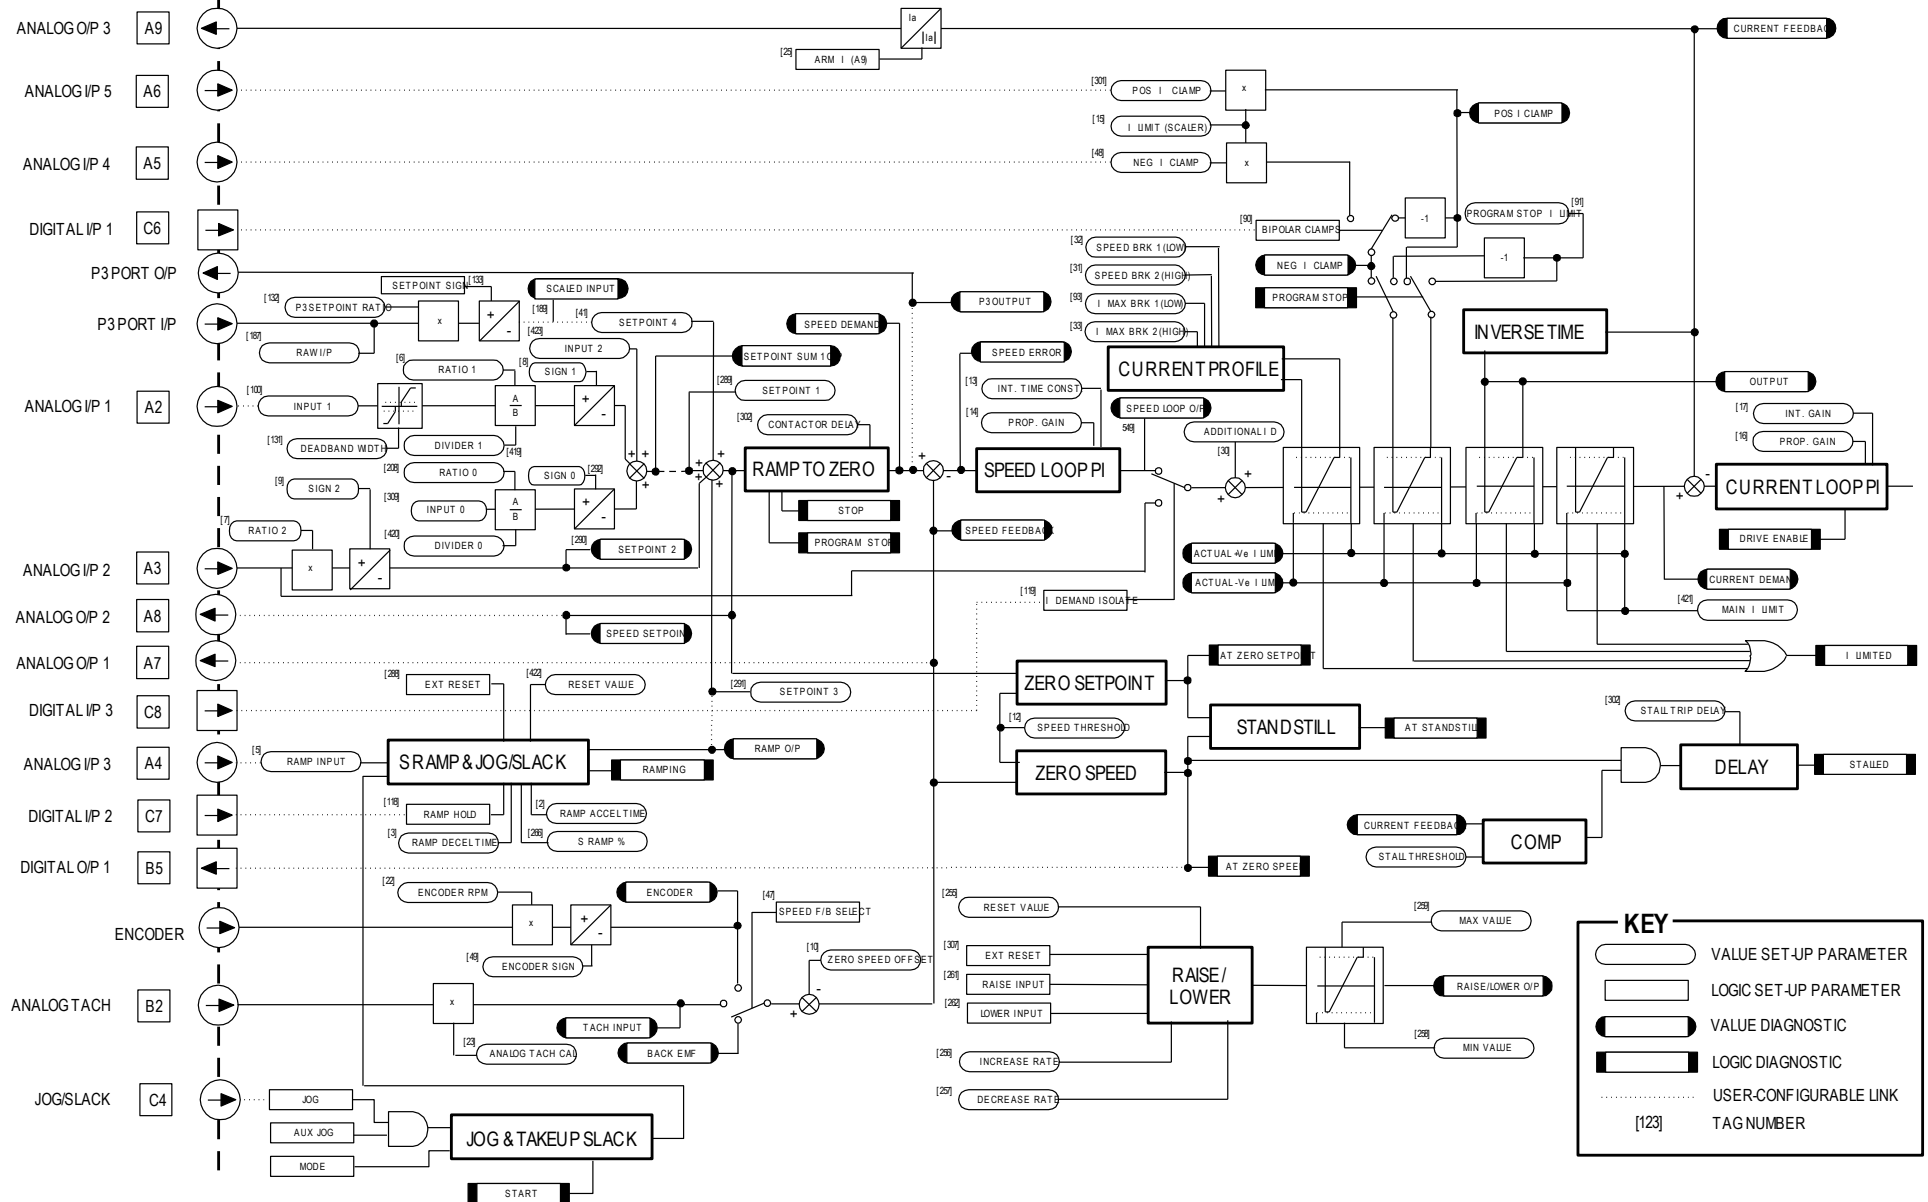 ANALOG O/P 3 A9
Ia
|Ia|
CURRENT FEEDBAC
[25] ARM I (A9)
ANALOG I/P 5 A6
[301] POS I CLAMP x
POS I CLAMP
[15] I LIMIT (SCALER)
ANALOG I/P 4 A5
[48] NEG I CLAMP x
DIGITAL I/P 1 C6
[90] BIPOLAR CLAMPS
-1
PROGRAM STOP I LIMIT [91]
-1
P3 PORT O/P
[32] SPEED BRK 1 (LOW)
[31] SPEED BRK 2 (HIGH)
[93] I MAX BRK 1 (LOW)
[33] I MAX BRK 2 (HIGH)
NEG I CLAMP
PROGRAM STOP
SETPOINT SIGN [133]
SCALED INPUT
[189]
[132] P3 SETPOINT RATIO
P3 PORT I/P
x
+
-
[41] SETPOINT 4
[187] RAW I/P
[423] INPUT 2
SPEED DEMAND
P3 OUTPUT
SETPOINT SUM 1O
SPEED ERROR
CURRENT PROFILE
INVERSE TIME
[6] RATIO 1
[8] SIGN 1
[289] SETPOINT 1
[13] INT. TIME CONST
OUTPUT
ANALOG I/P 1 A2
[100] INPUT 1
A
B
+
-
[302] CONTACTOR DELAY
[14] PROP. GAIN
SPEED LOOP O/P
549
ADDITIONAL I D
[30]
[17] INT. GAIN
[16] PROP. GAIN
[131] DEADBAND WIDTH
DIVIDER 1
[419]
[208] RATIO 0
SIGN 0 [292]
RAMP TO ZERO
SPEED LOOP PI
CURRENT LOOP PI
[9] SIGN 2
[309] INPUT 0
A
B
+
-
STOP
PROGRAM STOP
SPEED FEEDBACK
DRIVE ENABLE
[7] RATIO 2
[420] DIVIDER 0
[290] SETPOINT 2
ACTUAL +Ve I LIMI
ANALOG I/P 2 A3
x
+
-
ACTUAL -Ve I LIM
CURRENT DEMAN
[119] I DEMAND ISOLATE
[421] MAIN I LIMIT
ANALOG O/P 2 A8
SPEED SETPOIN
ANALOG O/P 1 A7
AT ZERO SETPOINT
I LIMITED
[288] EXT RESET
[422] RESET VALUE
[291] SETPOINT 3
ZERO SETPOINT
DIGITAL I/P 3 C8
[12] SPEED THRESHOLD
STANDSTILL
AT STANDSTILL
[302] STALL TRIP DELAY
[5] RAMP INPUT
S RAMP & JOG/SLACK
RAMP O/P
RAMPING
ANALOG I/P 3 A4
ZERO SPEED
DELAY
STALLED
DIGITAL I/P 2 C7
[118] RAMP HOLD
[2] RAMP ACCEL TIME
[3] RAMP DECEL TIME
[266] S RAMP %
CURRENT FEEDBAC
COMP
STALL THRESHOLD
DIGITAL O/P 1 B5
AT ZERO SPEED
[22] ENCODER RPM
ENCODER
[47] SPEED F/B SELECT
[255] RESET VALUE
[259] MAX VALUE
ENCODER
x
+
-
[49] ENCODER SIGN
[10] ZERO SPEED OFFSET
[307] EXT RESET
[261] RAISE INPUT
[262] LOWER INPUT
RAISE/
LOWER
RAISE/LOWER O/P
ANALOG TACH B2
x
TACH INPUT
BACK EMF
[23] ANALOG TACH CAL
[258] MIN VALUE
[256] INCREASE RATE
[257] DECREASE RATE
JOG/SLACK C4
JOG
AUX JOG
MODE
JOG & TAKEUP SLACK
START
KEY
VALUE SET-UP PARAMETER
LOGIC SET-UP PARAMETER
VALUE DIAGNOSTIC
LOGIC DIAGNOSTIC
USER-CONFIGURABLE LINK
[123] TAG NUMBER